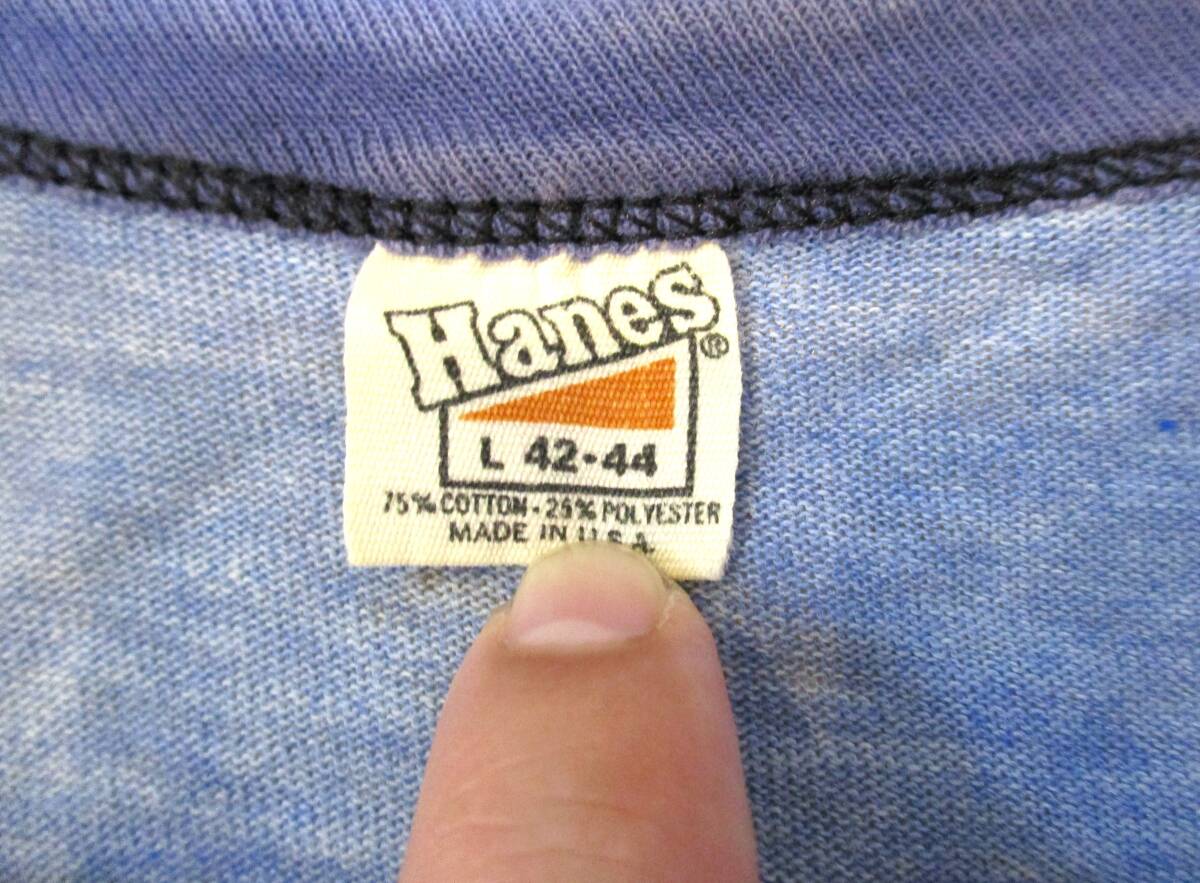 Hanes®
L 42-44
75% COTTON-25% POLYESTER
MADE IN U.S.A